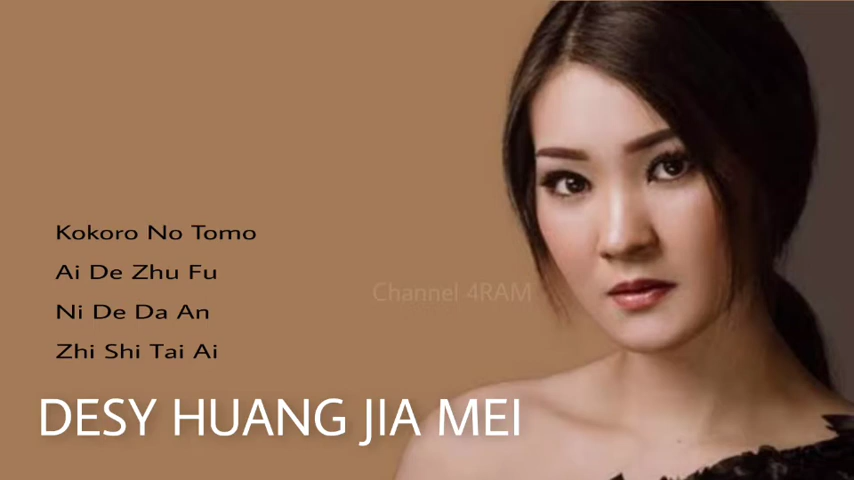 Kokoro No Tomo
Ai De Zhu Fu
Channel 4RAM
Ni De Da An
Zhi Shi Tai Ai
DESY HUANG JIA MEI